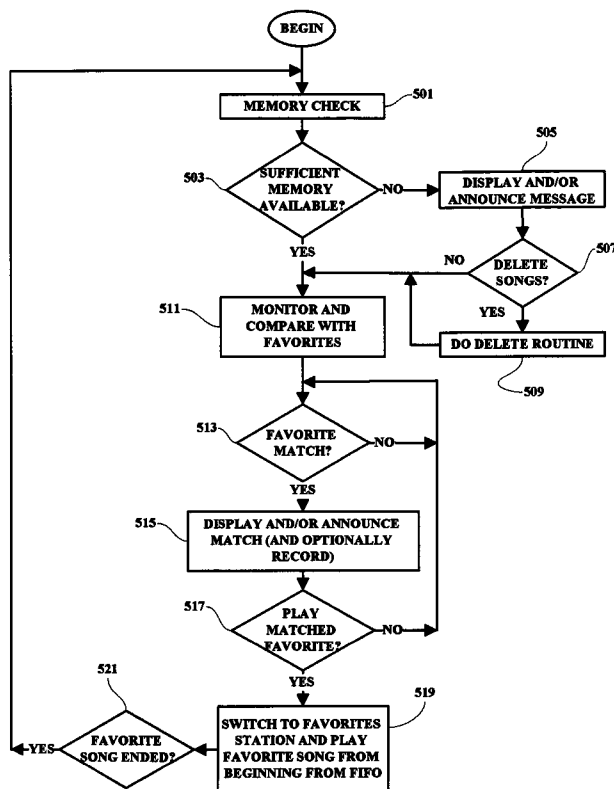 BEGIN
MEMORY CHECK
501
503
SUFFICIENT
MEMORY
AVAILABLE?
NO
505
DISPLAY AND/OR
ANNOUNCE MESSAGE
YES
NO
DELETE
SONGS?
507
YES
511
MONITOR AND
COMPARE WITH
FAVORITES
DO DELETE ROUTINE
509
513
FAVORITE
MATCH?
NO
YES
515
DISPLAY AND/OR ANNOUNCE
MATCH (AND OPTIONALLY
RECORD)
517
PLAY
MATCHED
FAVORITE?
NO
YES
521
519
YES
FAVORITE
SONG ENDED?
SWITCH TO FAVORITES
STATION AND PLAY
FAVORITE SONG FROM
BEGINNING FROM FIFO